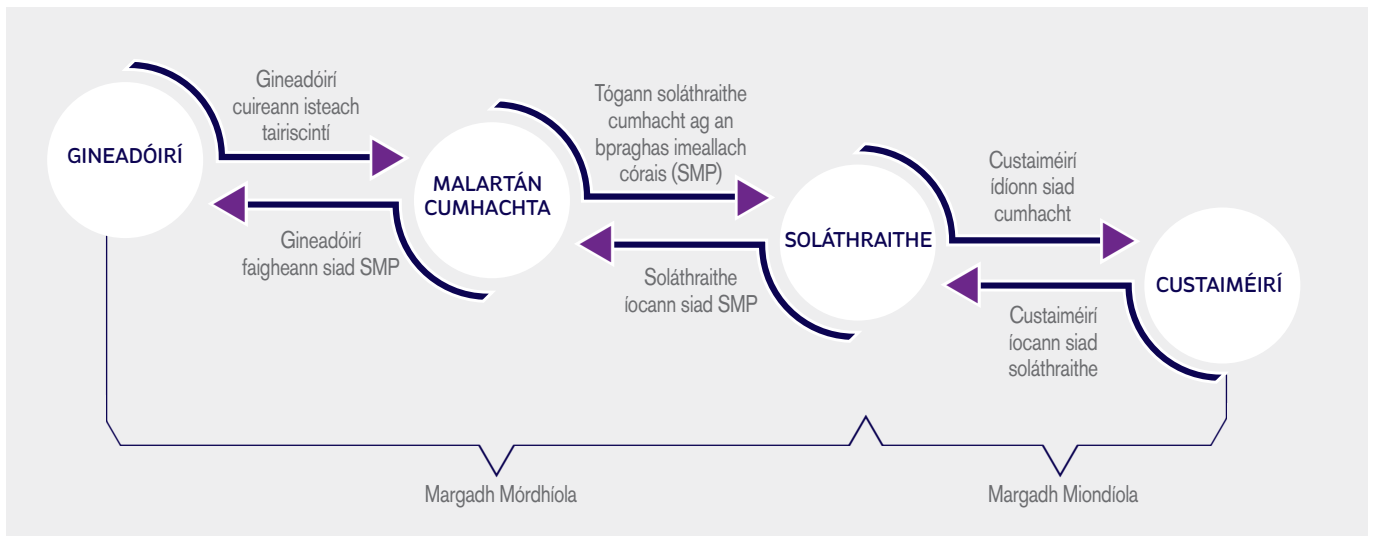 GINEADÓIRÍ
Gineadóirí
cuireann isteach
tairiscintí
Gineadóirí
faigheann siad SMP
MALARTÁN
CUMHACHTA
Tógann soláthraithe
cumhacht ag an
bpraghas imeallach
córais (SMP)
Soláthraithe
íocann siad SMP
SOLÁTHRAITHE
Custaiméirí
ídíonn siad
cumhacht
Custaiméirí
íocann siad
soláthraithe
CUSTAIMÉIRÍ
Margadh Mórdhíola
Margadh Miondíola